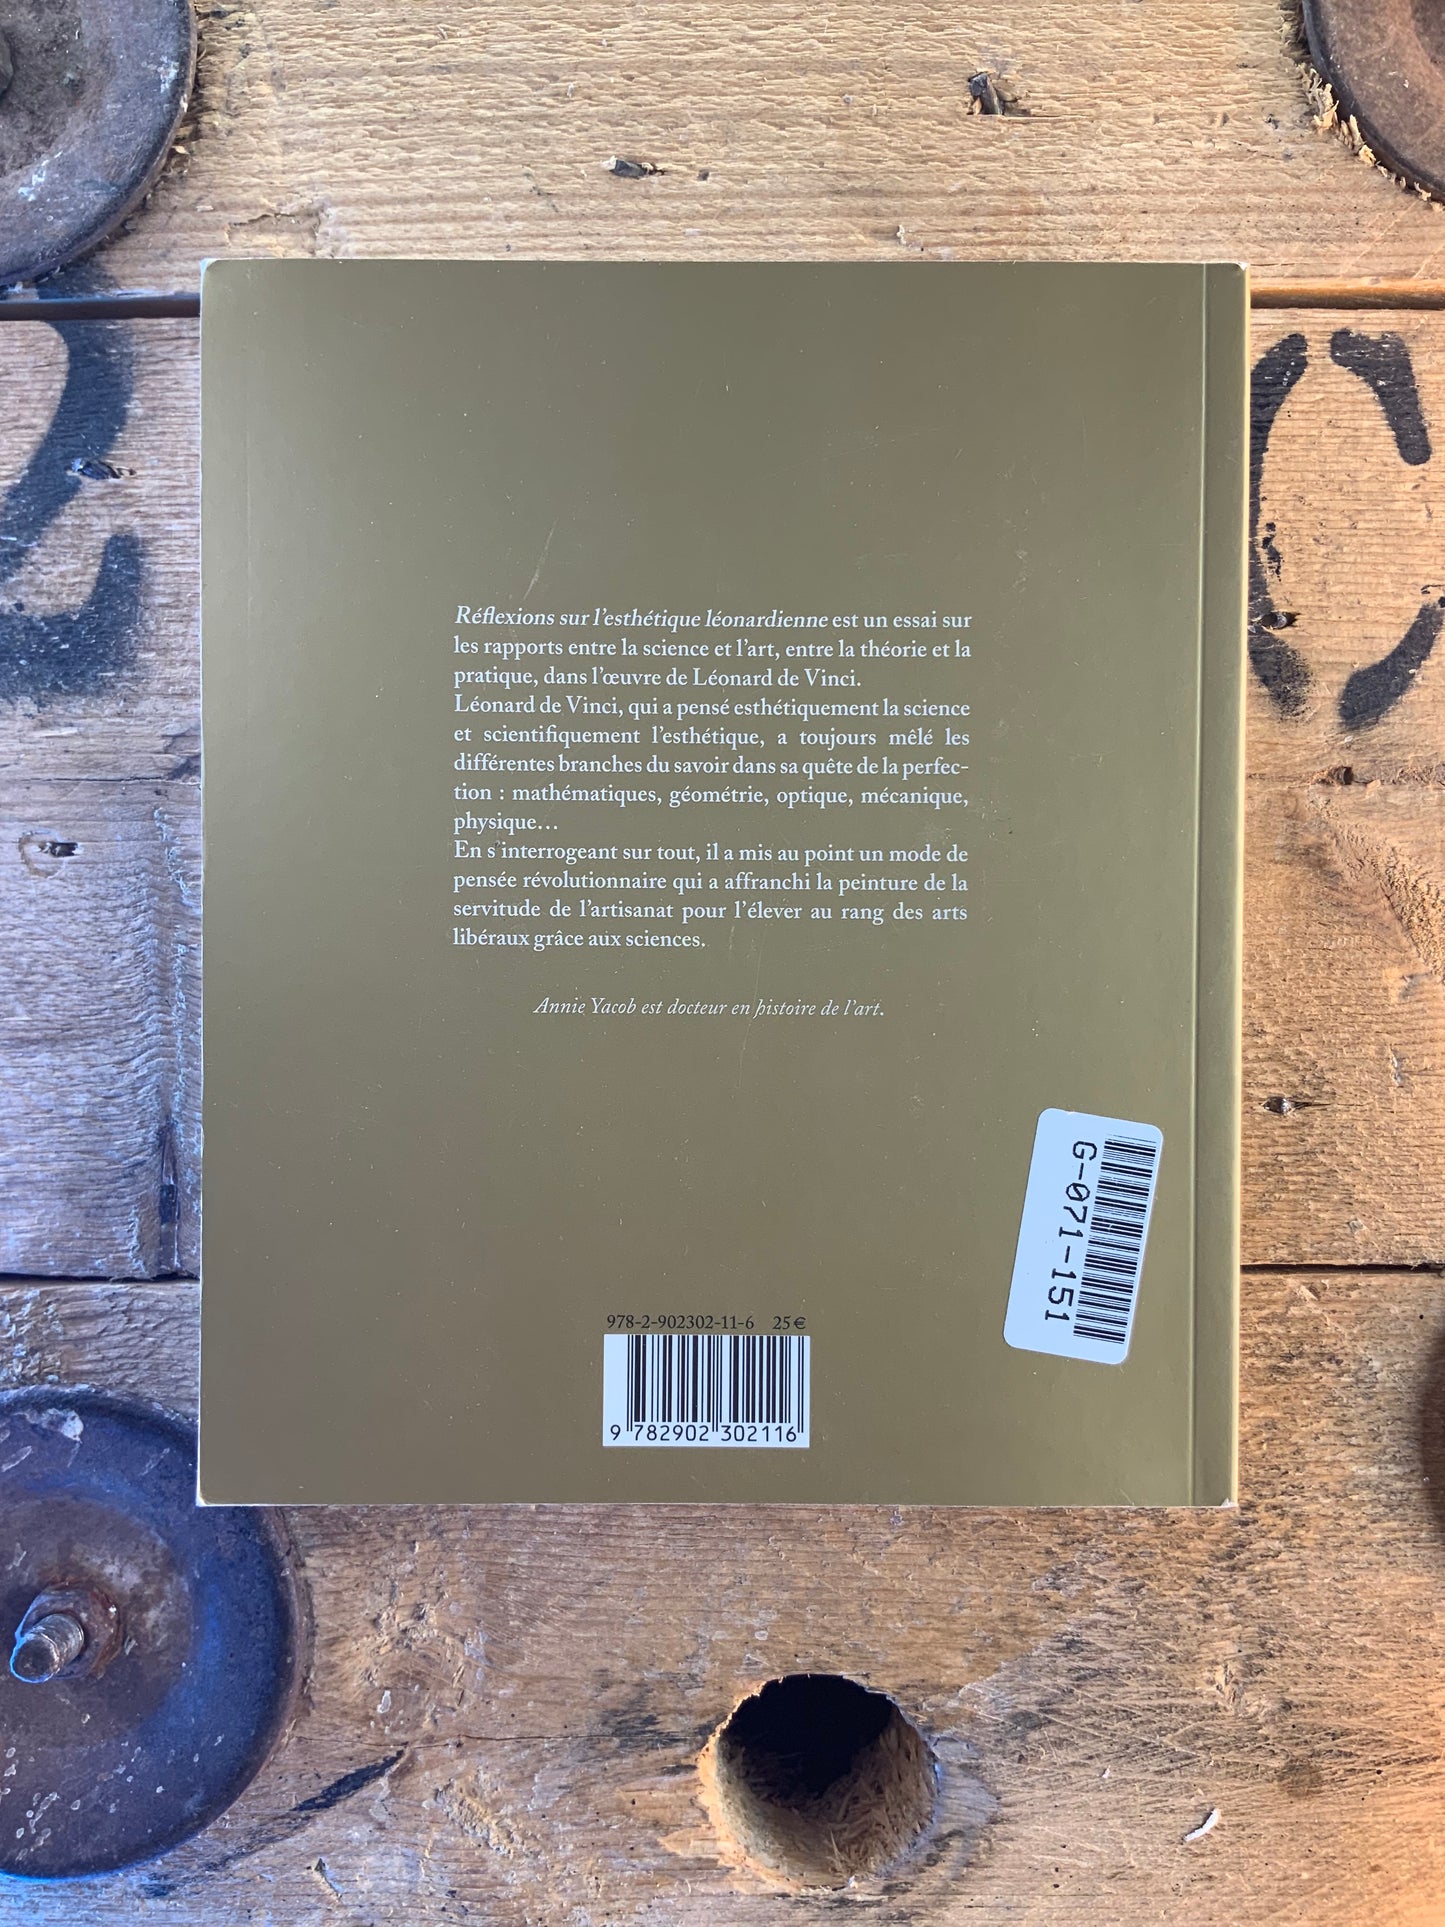 Réflexions sur l'esthétique léonardienne est un essai sur
les rapports entre la science et l'art, entre la théorie et la
pratique, dans l'œuvre de Léonard de Vinci.
Léonard de Vinci, qui a pensé esthétiquement la science
et scientifiquement l'esthétique, a toujours mêlé les
différentes branches du savoir dans sa quête de la perfec-
tion : mathématiques, géométrie, optique, mécanique,
physique…
En s'interrogeant sur tout, il a mis au point un mode de
pensée révolutionnaire qui a affranchi la peinture de la
servitude de l'artisanat pour l'élever au rang des arts
libéraux grâce aux sciences.
Annie Yacob est docteur en histoire de l'art.
G-071-151
978-2-902302-11-6 25 €
9 782902 302116